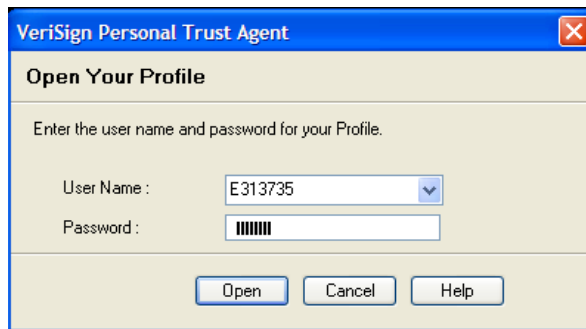 VeriSign Personal Trust Agent
Open Your Profile
Enter the user name and password for your Profile.
User Name : E313735
Password :
Open Cancel Help